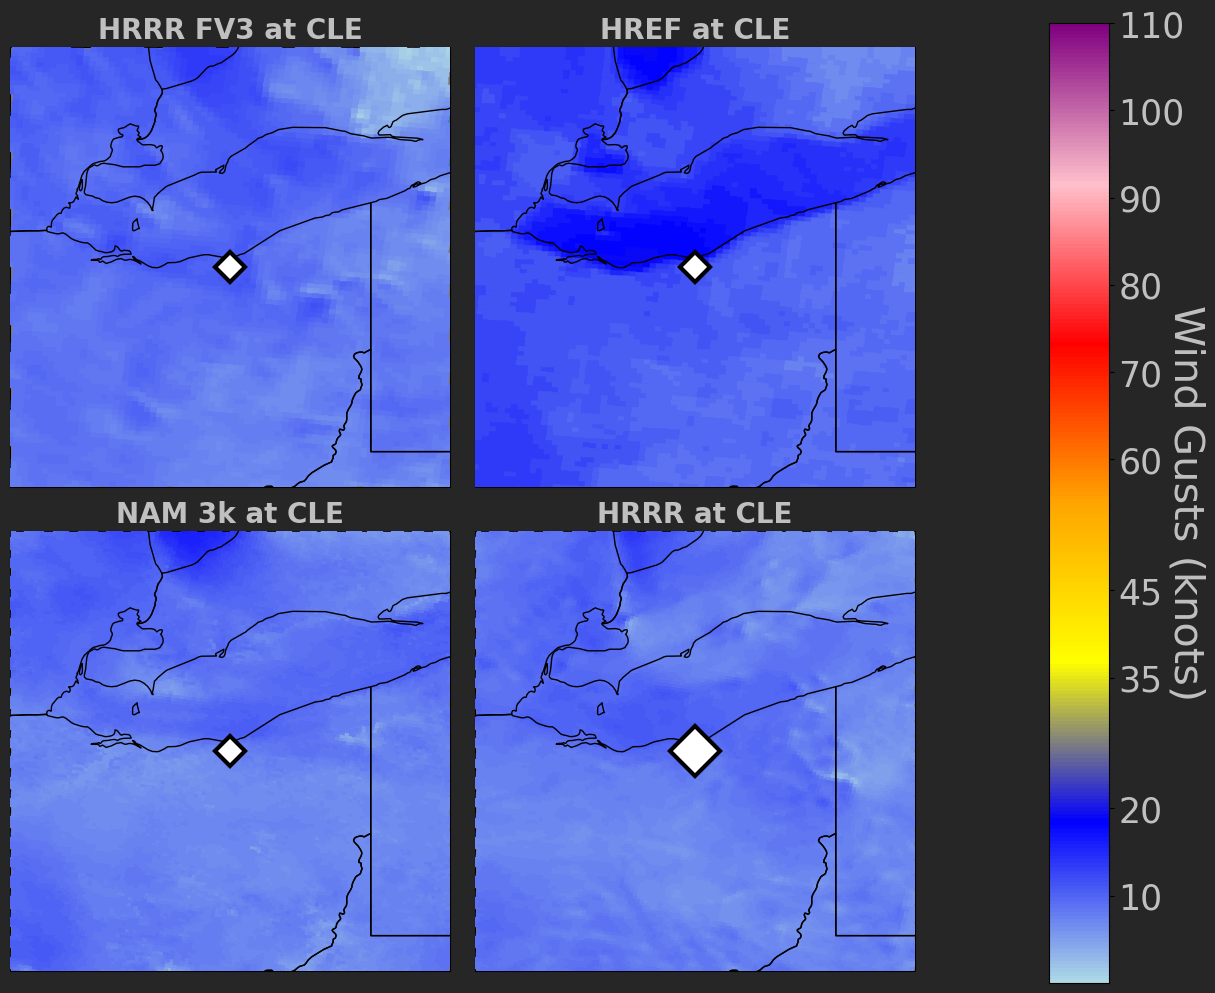 HRRR FV3 at CLE
HREF at CLE
NAM 3k at CLE
HRRR at CLE
110
100
90
80
70
60
45
35
20
10
Wind Gusts (knots)